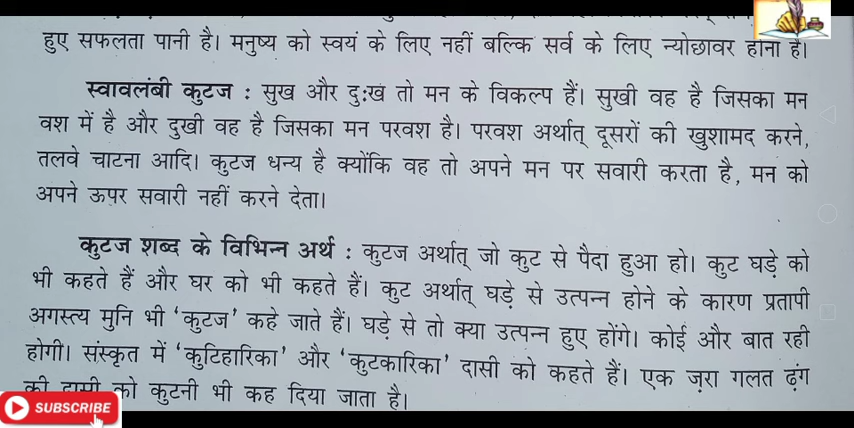 हुए सफलता पानी है। मनुष्य को स्वयं के लिए नहीं बल्कि सर्व के लिए न्योछावर होना है।
स्वावलंबी कुटज : सुख और दुःख तो मन के विकल्प हैं। सुखी वह है जिसका मन
वश में है और दुखी वह है जिसका मन परवश है। परवश अर्थात् दूसरों की खुशामद करने,
तलवे चाटना आदि। कुटज धन्य है क्योंकि वह तो अपने मन पर सवारी करता है, मन को
अपने ऊपर सवारी नहीं करने देता।
कुटज शब्द के विभिन्न अर्थ : कुटज अर्थात् जो कुट से पैदा हुआ हो। कुट घड़े को
भी कहते हैं और घर को भी कहते हैं। कुट अर्थात् घड़े से उत्पन्न होने के कारण प्रतापी
अगस्त्य मुनि भी ‘कुटज’ कहे जाते हैं। घड़े से तो क्या उत्पन्न हुए होंगे। कोई और बात रही
होगी। संस्कृत में ‘कुटिहारिका’ और ‘कुटकारिका’ दासी को कहते हैं। एक ज़रा गलत ढ़ंग
की दासी को कुटनी भी कह दिया जाता है।
SUBSCRIBE